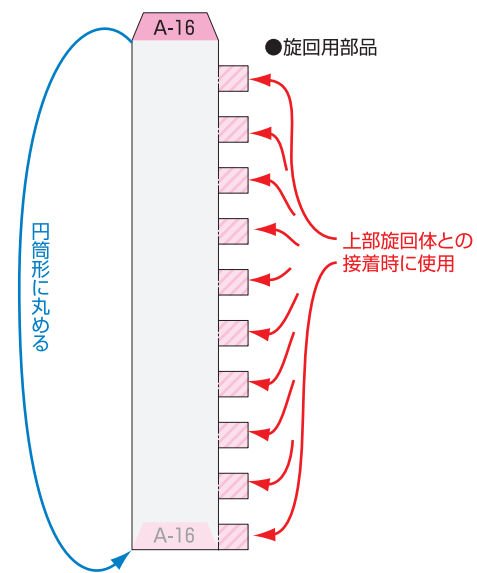 A-16
●旋回用部品
円筒形に丸める
上部旋回体との
接着時に使用
A-16